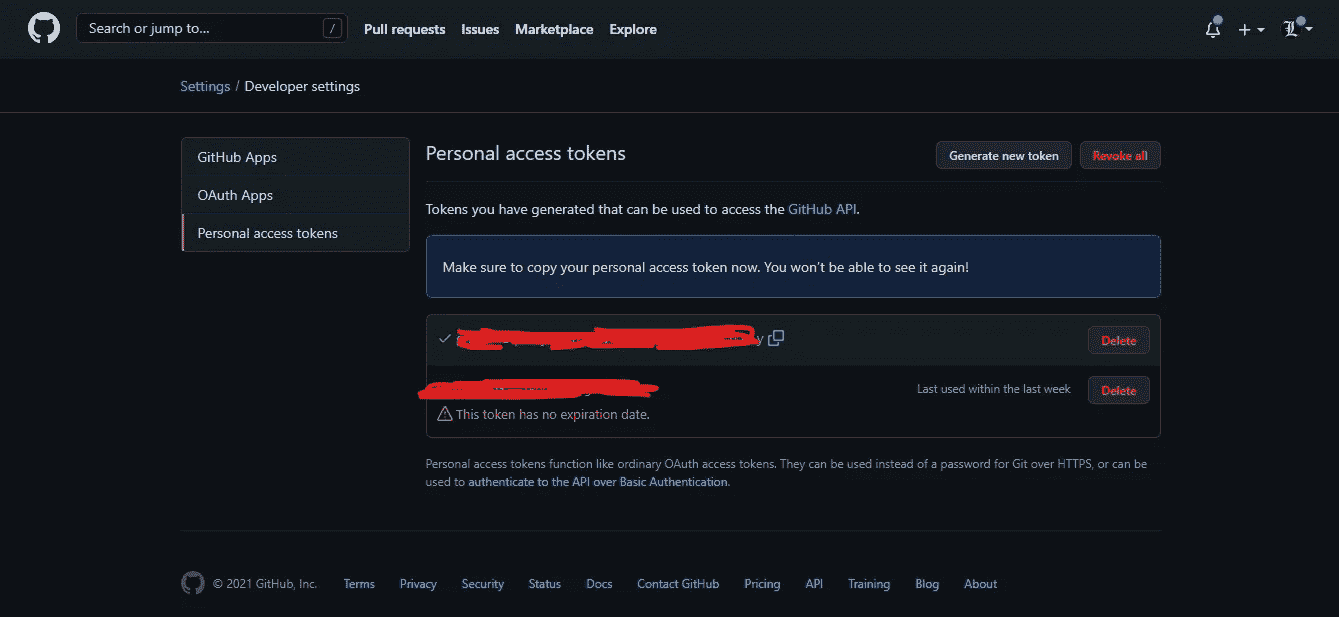 Search or jump to... /
Pull requests Issues Marketplace Explore
Settings / Developer settings
GitHub Apps
OAuth Apps
Personal access tokens
Personal access tokens
Generate new token
Revoke all
Tokens you have generated that can be used to access the GitHub API.
Make sure to copy your personal access token now. You won't be able to see it again!
Delete
Last used within the last week
Delete
This token has no expiration date.
Personal access tokens function like ordinary OAuth access tokens. They can be used instead of a password for Git over HTTPS, or can be
used to authenticate to the API over Basic Authentication.
© 2021 GitHub, Inc. Terms Privacy Security Status Docs Contact GitHub Pricing API Training Blog About